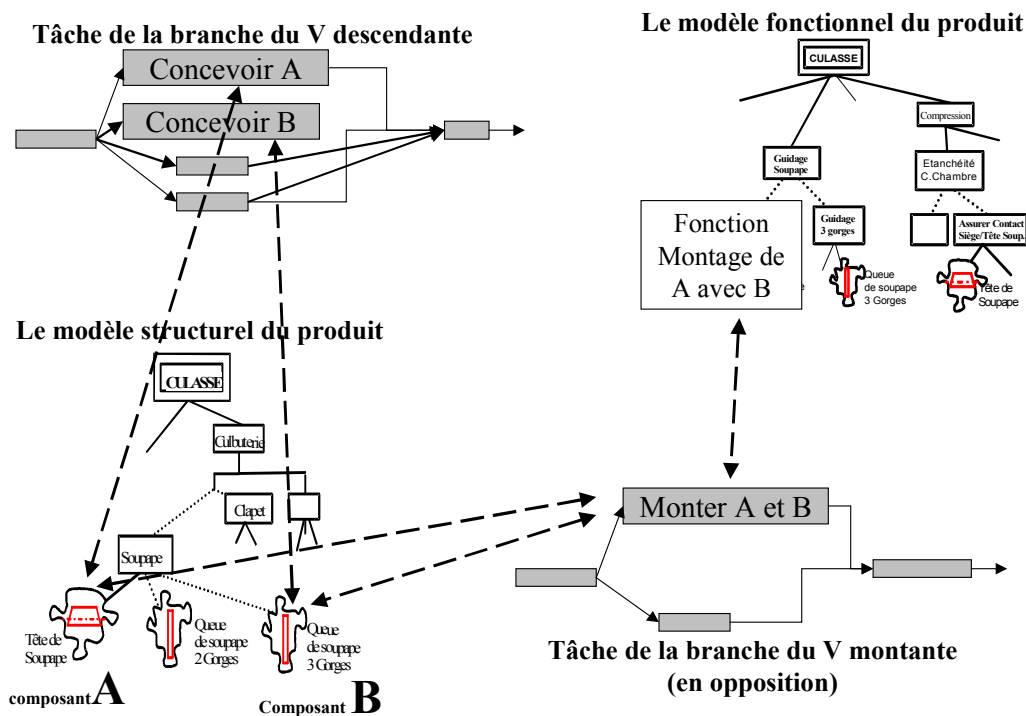 Tâche de la branche du V descendante
Concevoir A
Concevoir B
Le modèle fonctionnel du produit
CULASSE
Compression
Guidage
Soupape
Etanchéité
C.Chambre
Fonction
Montage de
A avec B
Guidage
3 gorges
Assurer Contact
Siège/Tête Soup.
Queue
de soupape
3 Gorges
Tête de
Soupape
Le modèle structurel du produit
CULASSE
Culbuterie
Clapet
Soupape
Tête de
Soupape
Queue
de soupape
2 Gorges
Queue
de soupape
3 Gorges
composant A
Composant B
Monter A et B
Tâche de la branche du V montante
(en opposition)